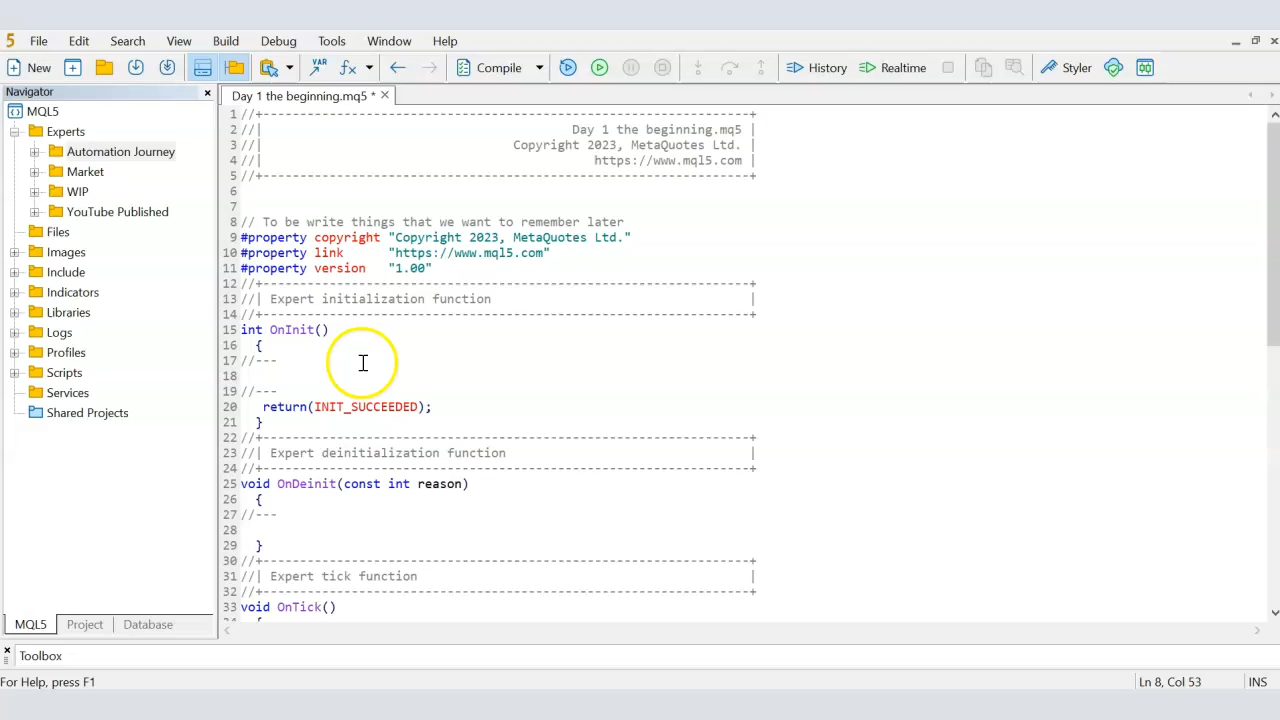 5 File Edit Search View Build Debug Tools Window Help
New VAR fx Compile History Realtime Styler
Navigator
MQL5
Experts
Automation Journey
Market
WIP
YouTube Published
Files
Images
Include
Indicators
Libraries
Logs
Profiles
Scripts
Services
Shared Projects
MQL5 Project Database
Day 1 the beginning.mq5 *
1 //+------------------------------------------------------------------+
2 //| Day 1 the beginning.mq5 |
3 //| Copyright 2023, MetaQuotes Ltd. |
4 //| https://www.mql5.com |
5 //+------------------------------------------------------------------+
6
7
8 // To be write things that we want to remember later
9 #property copyright "Copyright 2023, MetaQuotes Ltd."
10 #property link "https://www.mql5.com"
11 #property version "1.00"
12 //+------------------------------------------------------------------+
13 //| Expert initialization function |
14 //+------------------------------------------------------------------+
15 int OnInit()
16 {
17 //---
18
19 //---
20 return(INIT_SUCCEEDED);
21 }
22 //+------------------------------------------------------------------+
23 //| Expert deinitialization function |
24 //+------------------------------------------------------------------+
25 void OnDeinit(const int reason)
26 {
27 //---
28
29 }
30 //+------------------------------------------------------------------+
31 //| Expert tick function |
32 //+------------------------------------------------------------------+
33 void OnTick()
Toolbox
For Help, press F1
Ln 8, Col 53
INS